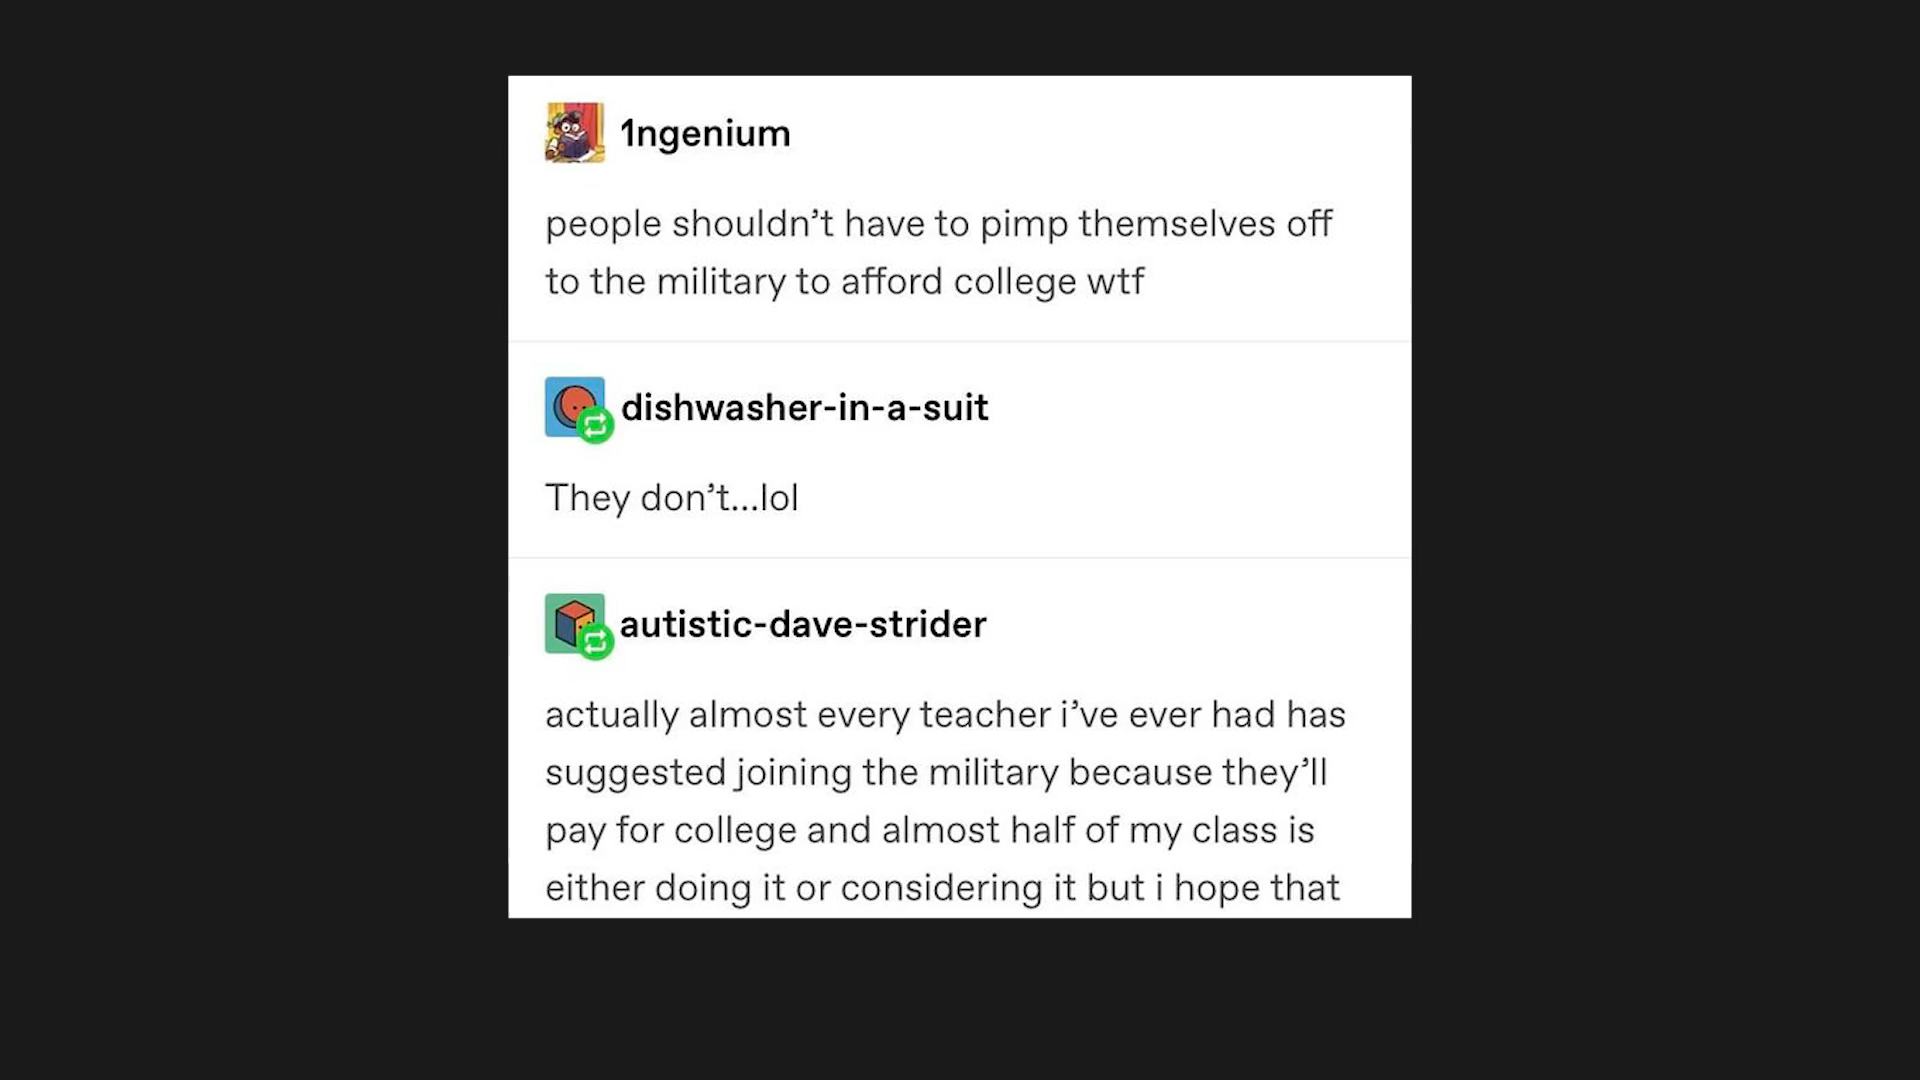 1ngenium
people shouldn’t have to pimp themselves off
to the military to afford college wtf
dishwasher-in-a-suit
They don’t...lol
autistic-dave-strider
actually almost every teacher i’ve ever had has
suggested joining the military because they’ll
pay for college and almost half of my class is
either doing it or considering it but i hope that